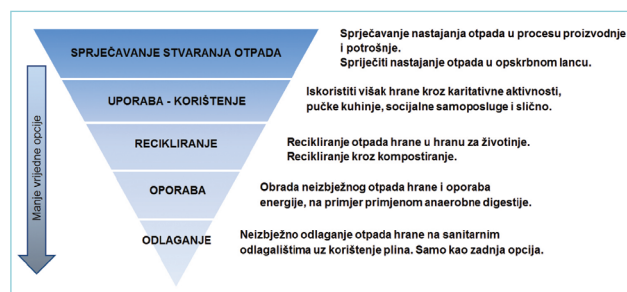 Manje vrijedne opcije
SPRJEČAVANJE STVARANJA OTPADA
Sprječavanje nastajanja otpada u procesu proizvodnje
i potrošnje.
Spriječiti nastajanje otpada u opskrbnom lancu.
UPORABA - KORIŠTENJE
Iskoristiti višak hrane kroz karitativne aktivnosti,
pučke kuhinje, socijalne samoposluge i slično.
RECIKLIRANJE
Recikliranje otpada hrane u hranu za životinje.
Recikliranje kroz kompostiranje.
OPORABA
Obrada neizbježnog otpada hrane i oporaba
energije, na primjer primjenom anaerobne digestije.
ODLAGANJE
Neizbježno odlaganje otpada hrane na sanitarnim
odlagalištima uz korištenje plina. Samo kao zadnja opcija.